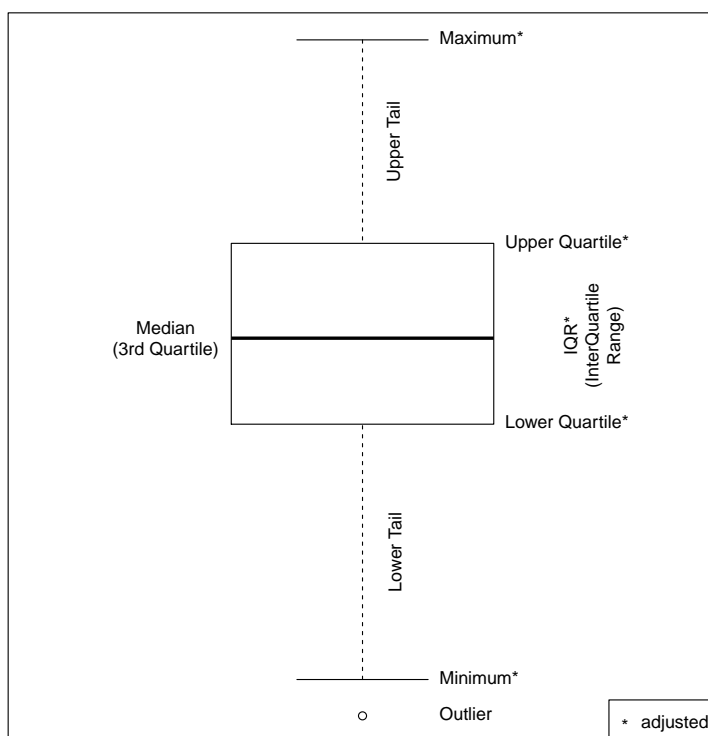 Maximum*
Upper Tail
Upper Quartile*
Median
(3rd Quartile)
IQR*
(InterQuartile
Range)
Lower Quartile*
Lower Tail
Minimum*
Outlier
* adjusted